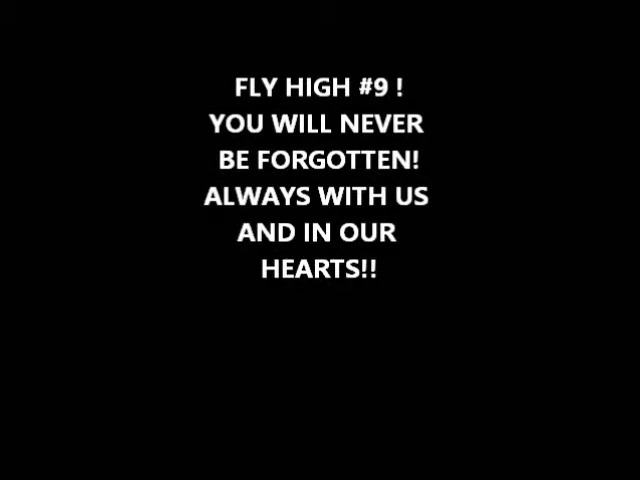 FLY HIGH #9 !
YOU WILL NEVER
BE FORGOTTEN!
ALWAYS WITH US
AND IN OUR
HEARTS!!